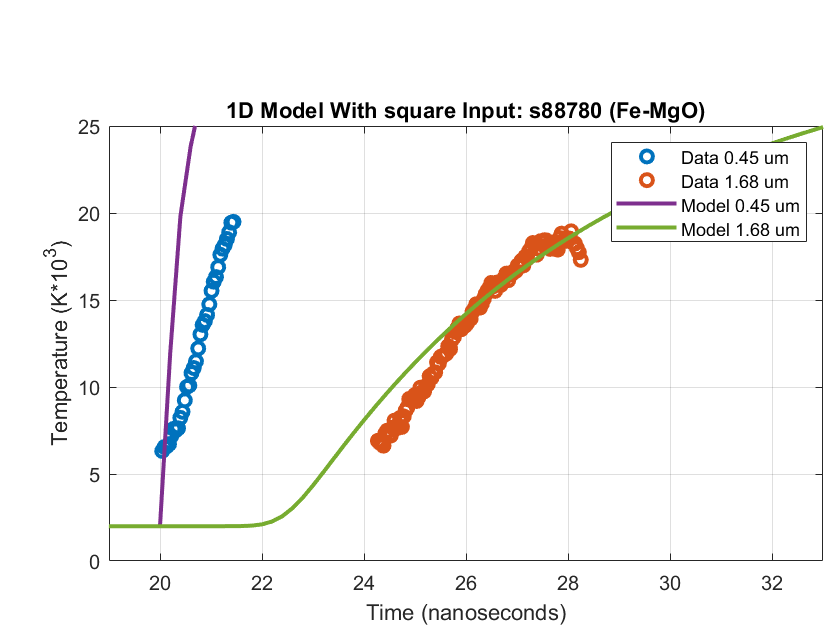 1D Model With square Input: s88780 (Fe-MgO)
25
20
15
10
5
0
Temperature (K*10^3)
20 22 24 26 28 30 32
Time (nanoseconds)
Data 0.45 um
Data 1.68 um
Model 0.45 um
Model 1.68 um